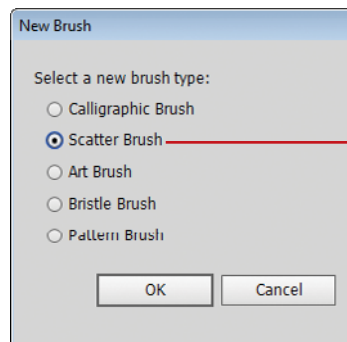 New Brush
Select a new brush type:
Calligraphic Brush
Scatter Brush
Art Brush
Bristle Brush
Pattern Brush
OK Cancel